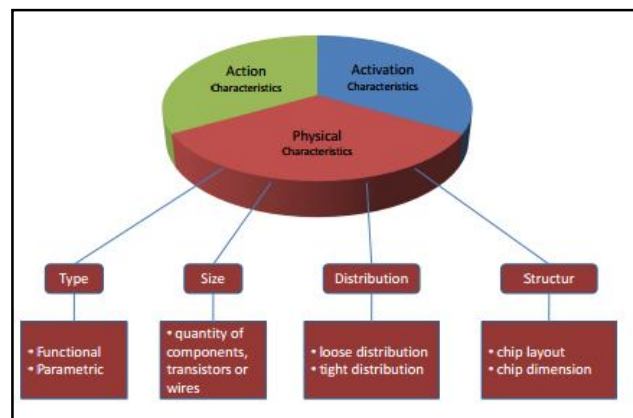 Action
Characteristics
Activation
Characteristics
Physical
Characteristics
Type
Size
Distribution
Structur
• Functional
• Parametric
• quantity of
components,
transistors or
wires
• loose distribution
• tight distribution
• chip layout
• chip dimension